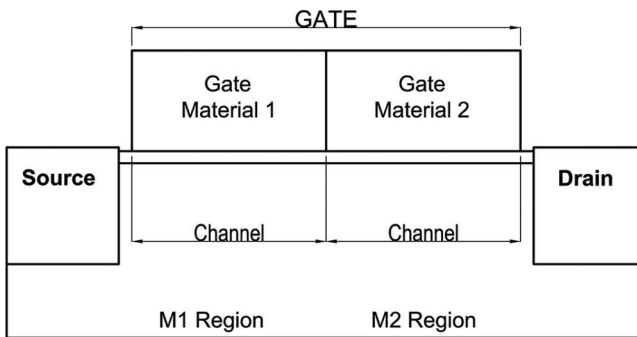 GATE
Gate
Material 1
Gate
Material 2
Source
Drain
Channel
Channel
M1 Region
M2 Region